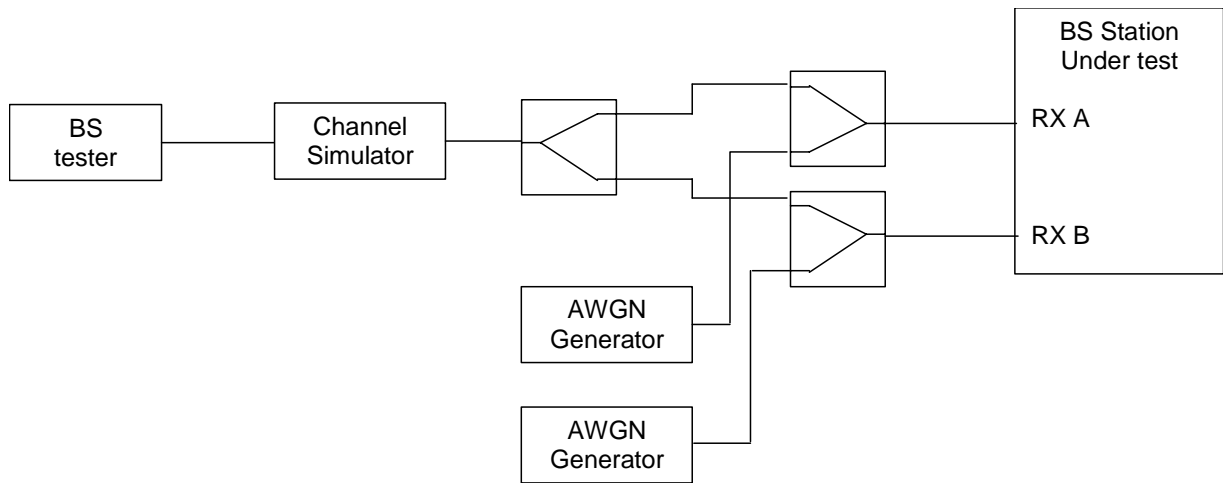 BS Station
Under test
BS
tester
Channel
Simulator
RX A
RX B
AWGN
Generator
AWGN
Generator